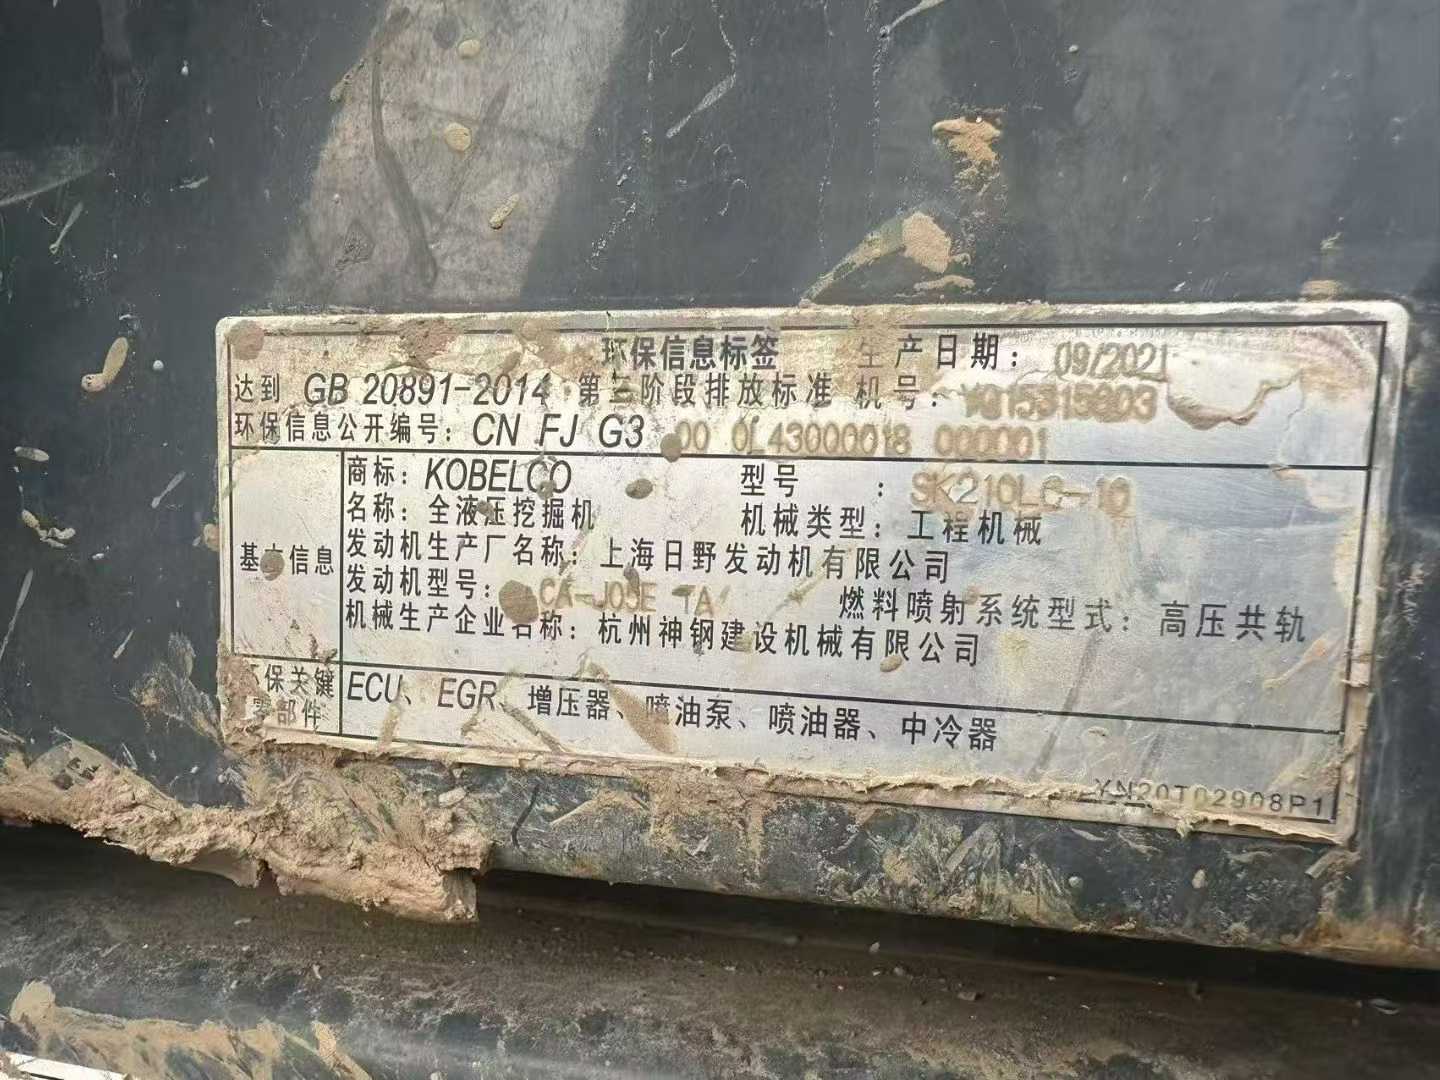 环保信息标签 生产日期: 09/2021
达到 GB 20891-2014 第三阶段排放标准 机号:
环保信息公开编号: CN FJ G3 00 0L43000018 000001
基本信息
商标: KOBELCO 型号 : SK210LC-10
名称: 全液压挖掘机 机械类型: 工程机械
发动机生产厂名称: 上海日野发动机有限公司
发动机型号: J05E TA 燃料喷射系统型式: 高压共轨
机械生产企业名称: 杭州神钢建设机械有限公司
环保关键零部件
ECU、EGR、增压器、喷油泵、喷油器、中冷器
YN20T02908P1